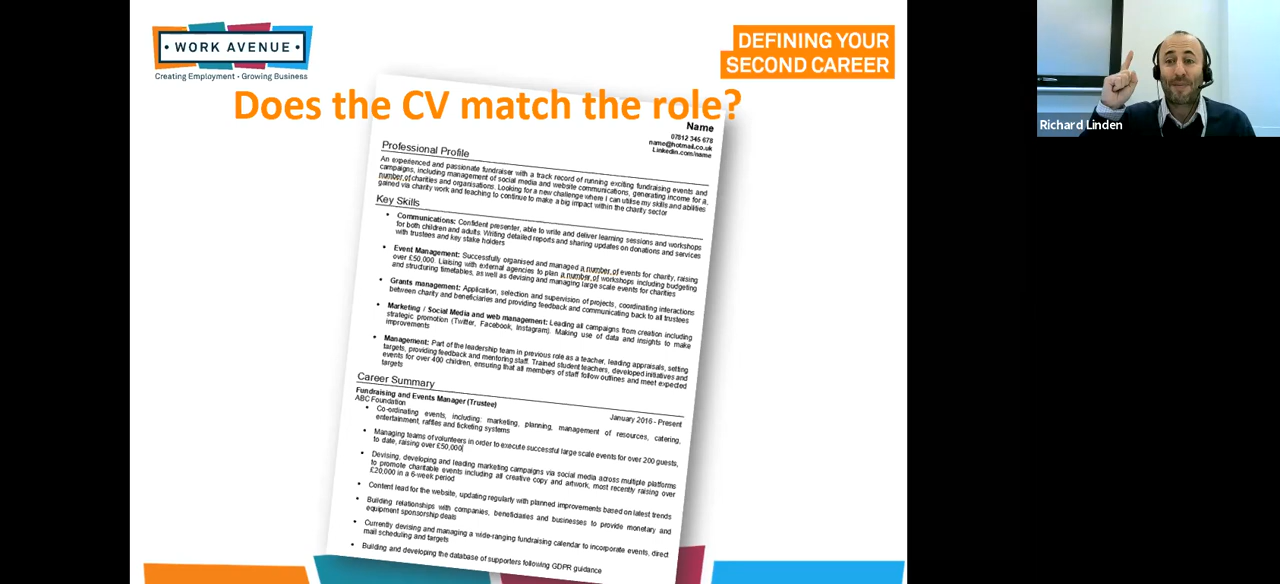 WORK AVENUE
Creating Employment • Growing Business
DEFINING YOUR
SECOND CAREER
Richard Linden
Does the CV match the role?
Name
07812 345 678
name@hotmail.co.uk
Linkedin.com/name
Professional Profile
An experienced and passionate fundraiser with a track record of running exciting fundraising events and
campaigns, including management of social media and website communications, generating income for a
number of charities and organisations. Looking for a new challenge where I can utilise my skills and abilities
gained via charity work and teaching to continue to make a big impact within the charity sector
Key Skills
• Communications: Confident presenter, able to write and deliver learning sessions and workshops
for both children and adults. Writing detailed reports and sharing updates on donations and services
with trustees and key stake holders
• Event Management: Successfully organised and managed a number of events for charity, raising
over £50,000. Liaising with external agencies to plan a number of workshops including budgeting
and structuring timetables, as well as devising and managing large scale events for charities
• Grants management: Application, selection and supervision of projects, coordinating interactions
between charity and beneficiaries and providing feedback and communicating back to all trustees
• Marketing / Social Media and web management: Leading all campaigns from creation including
strategic promotion (Twitter, Facebook, Instagram). Making use of data and insights to make
improvements
• Management: Part of the leadership team in previous role as a teacher, leading appraisals, setting
targets, providing feedback and mentoring staff. Trained student teachers, developed initiatives and
events for over 400 children, ensuring that all members of staff follow outlines and meet expected
targets
Career Summary
Fundraising and Events Manager (Trustee) January 2016 - Present
ABC Foundation
• Co-ordinating events, including: marketing, planning, management of resources, catering,
entertainment, raffles and ticketing systems
• Managing teams of volunteers in order to execute successful large scale events for over 200 guests,
to date, raising over £50,000
• Devising, developing and leading marketing campaigns via social media across multiple platforms
to promote charitable events including all creative copy and artwork, most recently raising over
£20,000 in a 6-week period
• Content lead for the website, updating regularly with planned improvements based on latest trends
• Building relationships with companies, beneficiaries and businesses to provide monetary and
equipment sponsorship deals
• Currently devising and managing a wide-ranging fundraising calendar to incorporate events, direct
mail scheduling and targets
• Building and developing the database of supporters following GDPR guidance